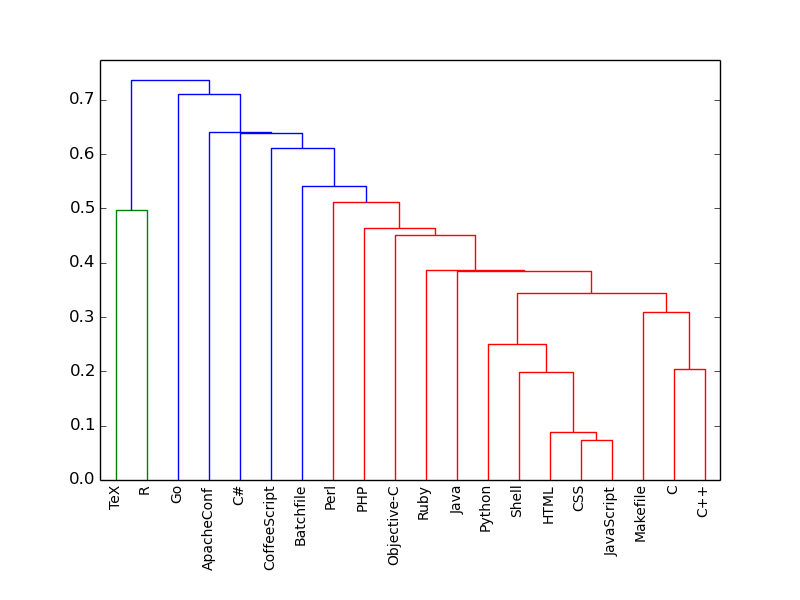 0.7
0.6
0.5
0.4
0.3
0.2
0.1
0.0
TeX
R
Go
ApacheConf
C#
CoffeeScript
Batchfile
Perl
PHP
Objective-C
Ruby
Java
Python
Shell
HTML
CSS
JavaScript
Makefile
C
C++